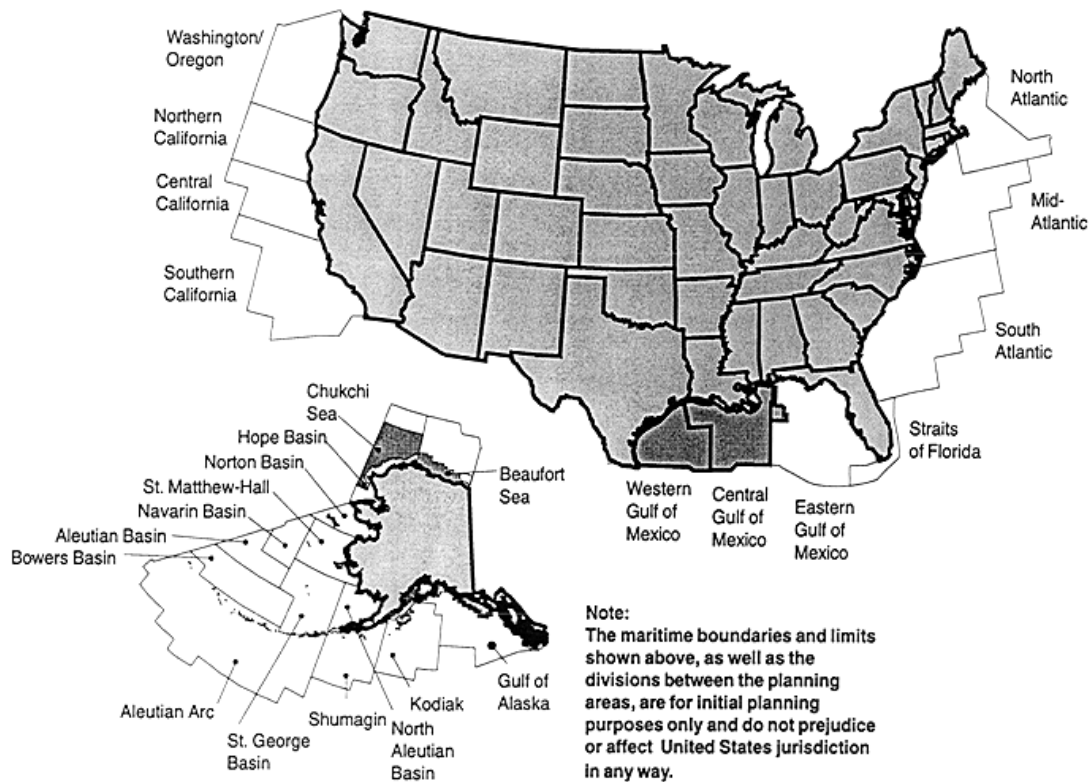 Washington/
Oregon
Northern
California
Central
California
Southern
California
North
Atlantic
Mid-
Atlantic
South
Atlantic
Straits
of Florida
Chukchi
Sea
Hope Basin
Norton Basin
St. Matthew-Hall
Navarin Basin
Aleutian Basin
Bowers Basin
Beaufort
Sea
Western
Gulf of
Mexico
Central
Gulf of
Mexico
Eastern
Gulf of
Mexico
Aleutian Arc
St. George
Basin
Shumagin
North
Aleutian
Basin
Kodiak
Gulf of
Alaska
Note:
The maritime boundaries and limits
shown above, as well as the
divisions between the planning
areas, are for initial planning
purposes only and do not prejudice
or affect United States jurisdiction
in any way.